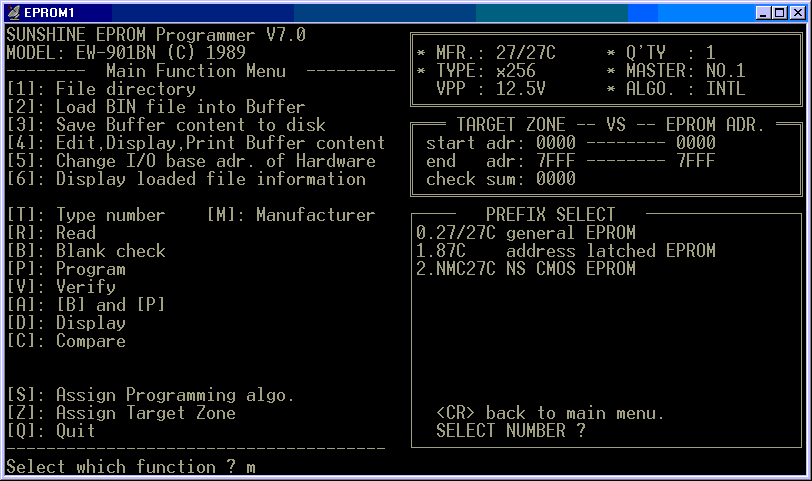 EPROM1
SUNSHINE EPROM Programmer V7.0
MODEL: EW-901BN (C) 1989
-------- Main Function Menu ---------
[1]: File directory
[2]: Load BIN file into Buffer
[3]: Save Buffer content to disk
[4]: Edit,Display,Print Buffer content
[5]: Change I/O base adr. of Hardware
[6]: Display loaded file information
[T]: Type number    [M]: Manufacturer
[R]: Read
[B]: Blank check
[P]: Program
[V]: Verify
[A]: [B] and [P]
[D]: Display
[C]: Compare
[S]: Assign Programming algo.
[Z]: Assign Target Zone
[Q]: Quit
--------------------------------------
Select which function ? m
* MFR.: 27/27C     * Q'TY  : 1
* TYPE: x256       * MASTER: NO.1
VPP : 12.5V      * ALGO. : INTL
TARGET ZONE -- VS -- EPROM ADR.
start adr: 0000 -------- 0000
end   adr: 7FFF -------- 7FFF
check sum: 0000
PREFIX SELECT
0.27/27C general EPROM
1.87C    address latched EPROM
2.NMC27C NS CMOS EPROM
<CR> back to main menu.
SELECT NUMBER ?